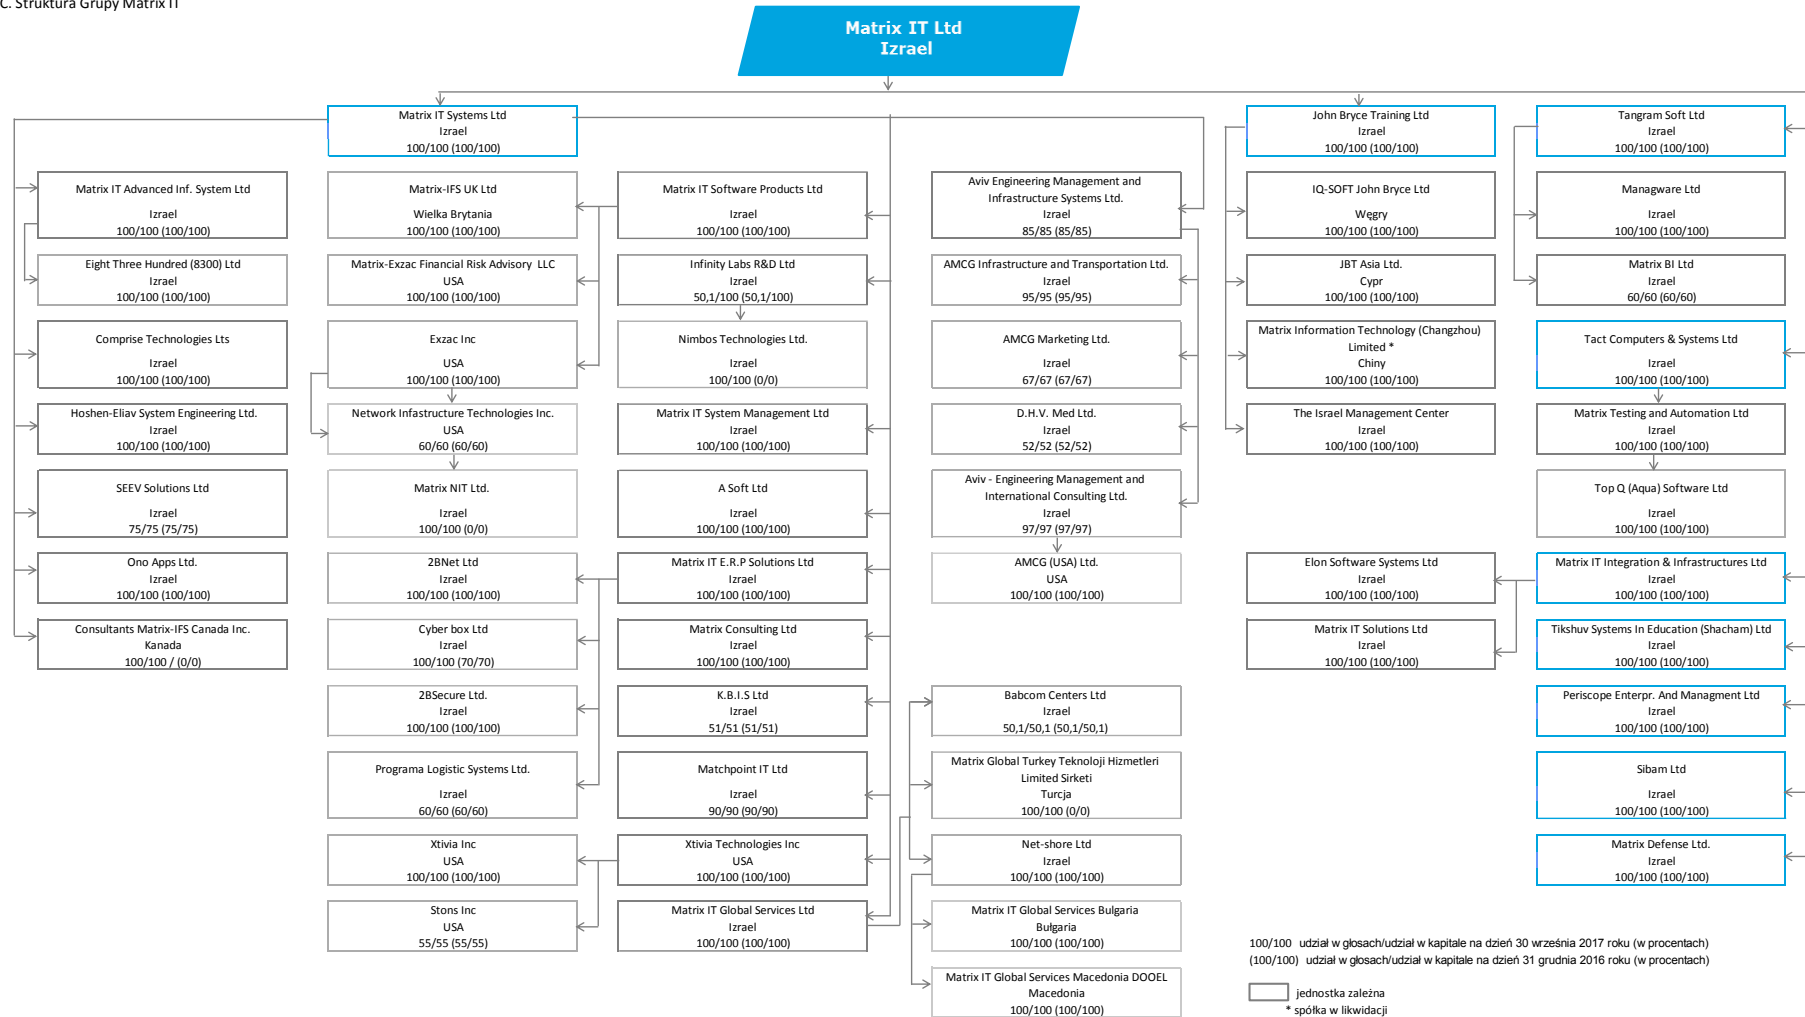 C. Struktura Grupy Matrix IT
Matrix IT Ltd
Izrael
Matrix IT Systems Ltd
Izrael
100/100 (100/100)
John Bryce Training Ltd
Izrael
100/100 (100/100)
Tangram Soft Ltd
Izrael
100/100 (100/100)
Matrix IT Advanced Inf. System Ltd
Izrael
100/100 (100/100)
Matrix-IFS UK Ltd
Wielka Brytania
100/100 (100/100)
Matrix IT Software Products Ltd
Izrael
100/100 (100/100)
Aviv Engineering Management and
Infrastructure Systems Ltd.
Izrael
85/85 (85/85)
IQ-SOFT John Bryce Ltd
Węgry
100/100 (100/100)
Managware Ltd
Izrael
100/100 (100/100)
Eight Three Hundred (8300) Ltd
Izrael
100/100 (100/100)
Matrix-Exzac Financial Risk Advisory LLC
USA
100/100 (100/100)
Infinity Labs R&D Ltd
Izrael
50,1/100 (50,1/100)
AMCG Infrastructure and Transportation Ltd.
Izrael
95/95 (95/95)
JBT Asia Ltd.
Cypr
100/100 (100/100)
Matrix BI Ltd
Izrael
60/60 (60/60)
Comprise Technologies Lts
Izrael
100/100 (100/100)
Exzac Inc
USA
100/100 (100/100)
Nimbos Technologies Ltd.
Izrael
100/100 (0/0)
AMCG Marketing Ltd.
Izrael
67/67 (67/67)
Matrix Information Technology (Changzhou)
Limited *
Chiny
100/100 (100/100)
Tact Computers & Systems Ltd
Izrael
100/100 (100/100)
Hoshen-Eliav System Engineering Ltd.
Izrael
100/100 (100/100)
Network Infastructure Technologies Inc.
USA
60/60 (60/60)
Matrix IT System Management Ltd
Izrael
100/100 (100/100)
D.H.V. Med Ltd.
Izrael
52/52 (52/52)
The Israel Management Center
Izrael
100/100 (100/100)
Matrix Testing and Automation Ltd
Izrael
100/100 (100/100)
SEEV Solutions Ltd
Izrael
75/75 (75/75)
Matrix NIT Ltd.
Izrael
100/100 (0/0)
A Soft Ltd
Izrael
100/100 (100/100)
Aviv - Engineering Management and
International Consulting Ltd.
Izrael
97/97 (97/97)
Top Q (Aqua) Software Ltd
Izrael
100/100 (100/100)
Ono Apps Ltd.
Izrael
100/100 (100/100)
2BNet Ltd
Izrael
100/100 (100/100)
Matrix IT E.R.P Solutions Ltd
Izrael
100/100 (100/100)
AMCG (USA) Ltd.
USA
100/100 (100/100)
Elon Software Systems Ltd
Izrael
100/100 (100/100)
Matrix IT Integration & Infrastructures Ltd
Izrael
100/100 (100/100)
Consultants Matrix-IFS Canada Inc.
Kanada
100/100 / (0/0)
Cyber box Ltd
Izrael
100/100 (70/70)
Matrix Consulting Ltd
Izrael
100/100 (100/100)
Matrix IT Solutions Ltd
Izrael
100/100 (100/100)
Tikshuv Systems In Education (Shacham) Ltd
Izrael
100/100 (100/100)
2BSecure Ltd.
Izrael
100/100 (100/100)
K.B.I.S Ltd
Izrael
51/51 (51/51)
Babcom Centers Ltd
Izrael
50,1/50,1 (50,1/50,1)
Periscope Enterpr. And Managment Ltd
Izrael
100/100 (100/100)
Programa Logistic Systems Ltd.
Izrael
60/60 (60/60)
Matchpoint IT Ltd
Izrael
90/90 (90/90)
Matrix Global Turkey Teknoloji Hizmetleri
Limited Sirketi
Turcja
100/100 (0/0)
Sibam Ltd
Izrael
100/100 (100/100)
Xtivia Inc
USA
100/100 (100/100)
Xtivia Technologies Inc
USA
100/100 (100/100)
Net-shore Ltd
Izrael
100/100 (100/100)
Matrix Defense Ltd.
Izrael
100/100 (100/100)
Stons Inc
USA
55/55 (55/55)
Matrix IT Global Services Ltd
Izrael
100/100 (100/100)
Matrix IT Global Services Bulgaria
Bułgaria
100/100 (100/100)
Matrix IT Global Services Macedonia DOOEL
Macedonia
100/100 (100/100)
100/100 udział w głosach/udział w kapitale na dzień 30 września 2017 roku (w procentach)
(100/100) udział w głosach/udział w kapitale na dzień 31 grudnia 2016 roku (w procentach)
jednostka zależna
* spółka w likwidacji